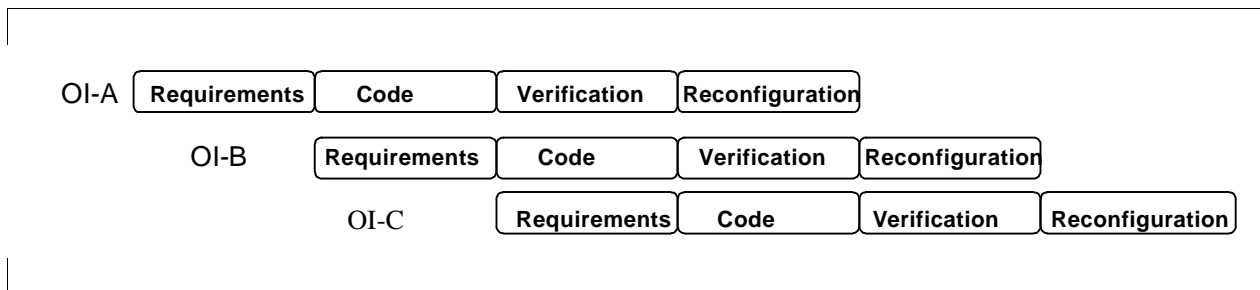 OI-A Requirements Code Verification Reconfiguration
OI-B Requirements Code Verification Reconfiguration
OI-C Requirements Code Verification Reconfiguration